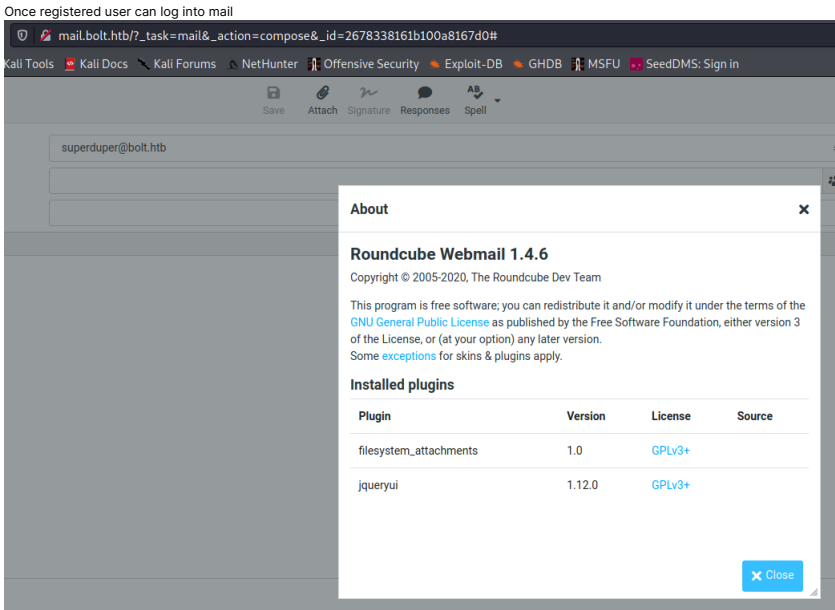 Once registered user can log into mail
mail.bolt.htb/?_task=mail&_action=compose&_id=2678338161b100a8167d0#
Kali Tools Kali Docs Kali Forums NetHunter Offensive Security Exploit-DB GHDB MSFU SeedDMS: Sign in
Save Attach Signature Responses Spell
superduper@bolt.htb
About
Roundcube Webmail 1.4.6
Copyright © 2005-2020, The Roundcube Dev Team
This program is free software; you can redistribute it and/or modify it under the terms of the
GNU General Public License as published by the Free Software Foundation, either version 3
of the License, or (at your option) any later version.
Some exceptions for skins & plugins apply.
Installed plugins
Plugin Version License Source
filesystem_attachments 1.0 GPLv3+
jqueryui 1.12.0 GPLv3+
Close